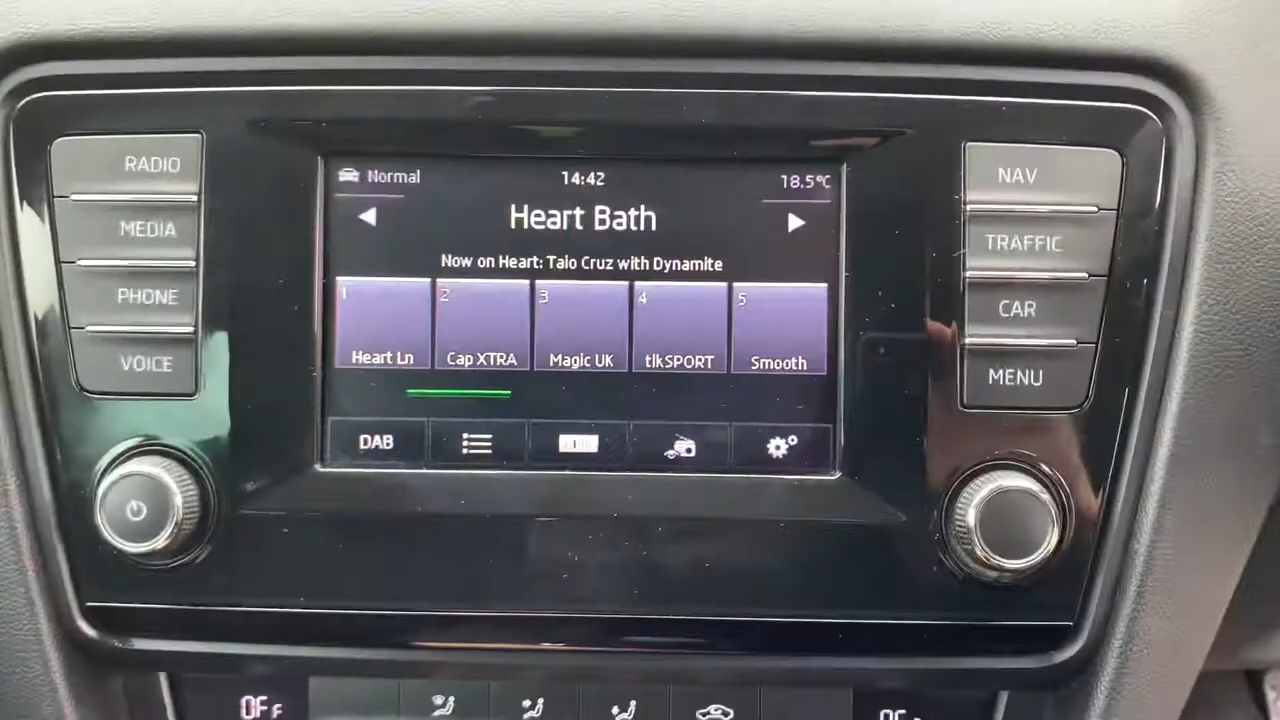 RADIO
MEDIA
PHONE
VOICE
Normal
14:42
18.5°C
Heart Bath
Now on Heart: Taio Cruz with Dynamite
1
2
3
4
5
Heart Ln
Cap XTRA
Magic UK
tlkSPORT
Smooth
DAB
NAV
TRAFFIC
CAR
MENU
OFF